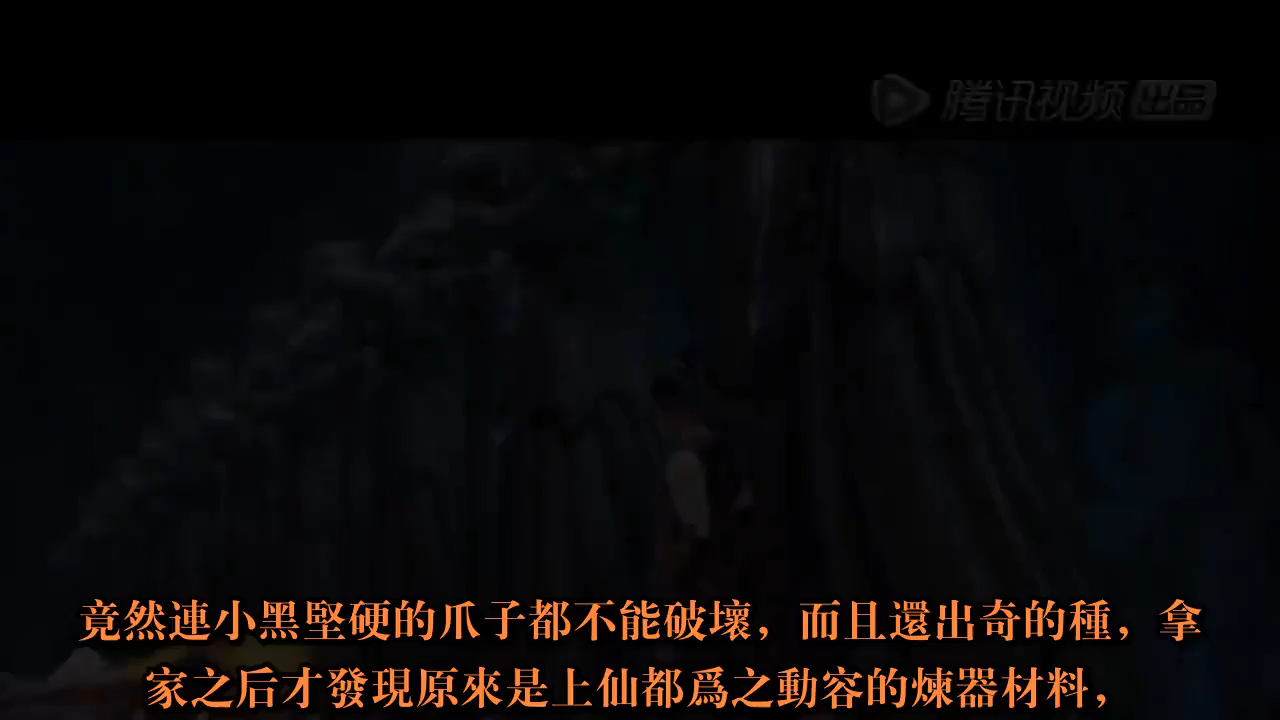 腾讯视频 出品
竟然連小黑堅硬的爪子都不能破壞，而且還出奇的種，拿
家之后才發現原來是上仙都爲之動容的煉器材料，